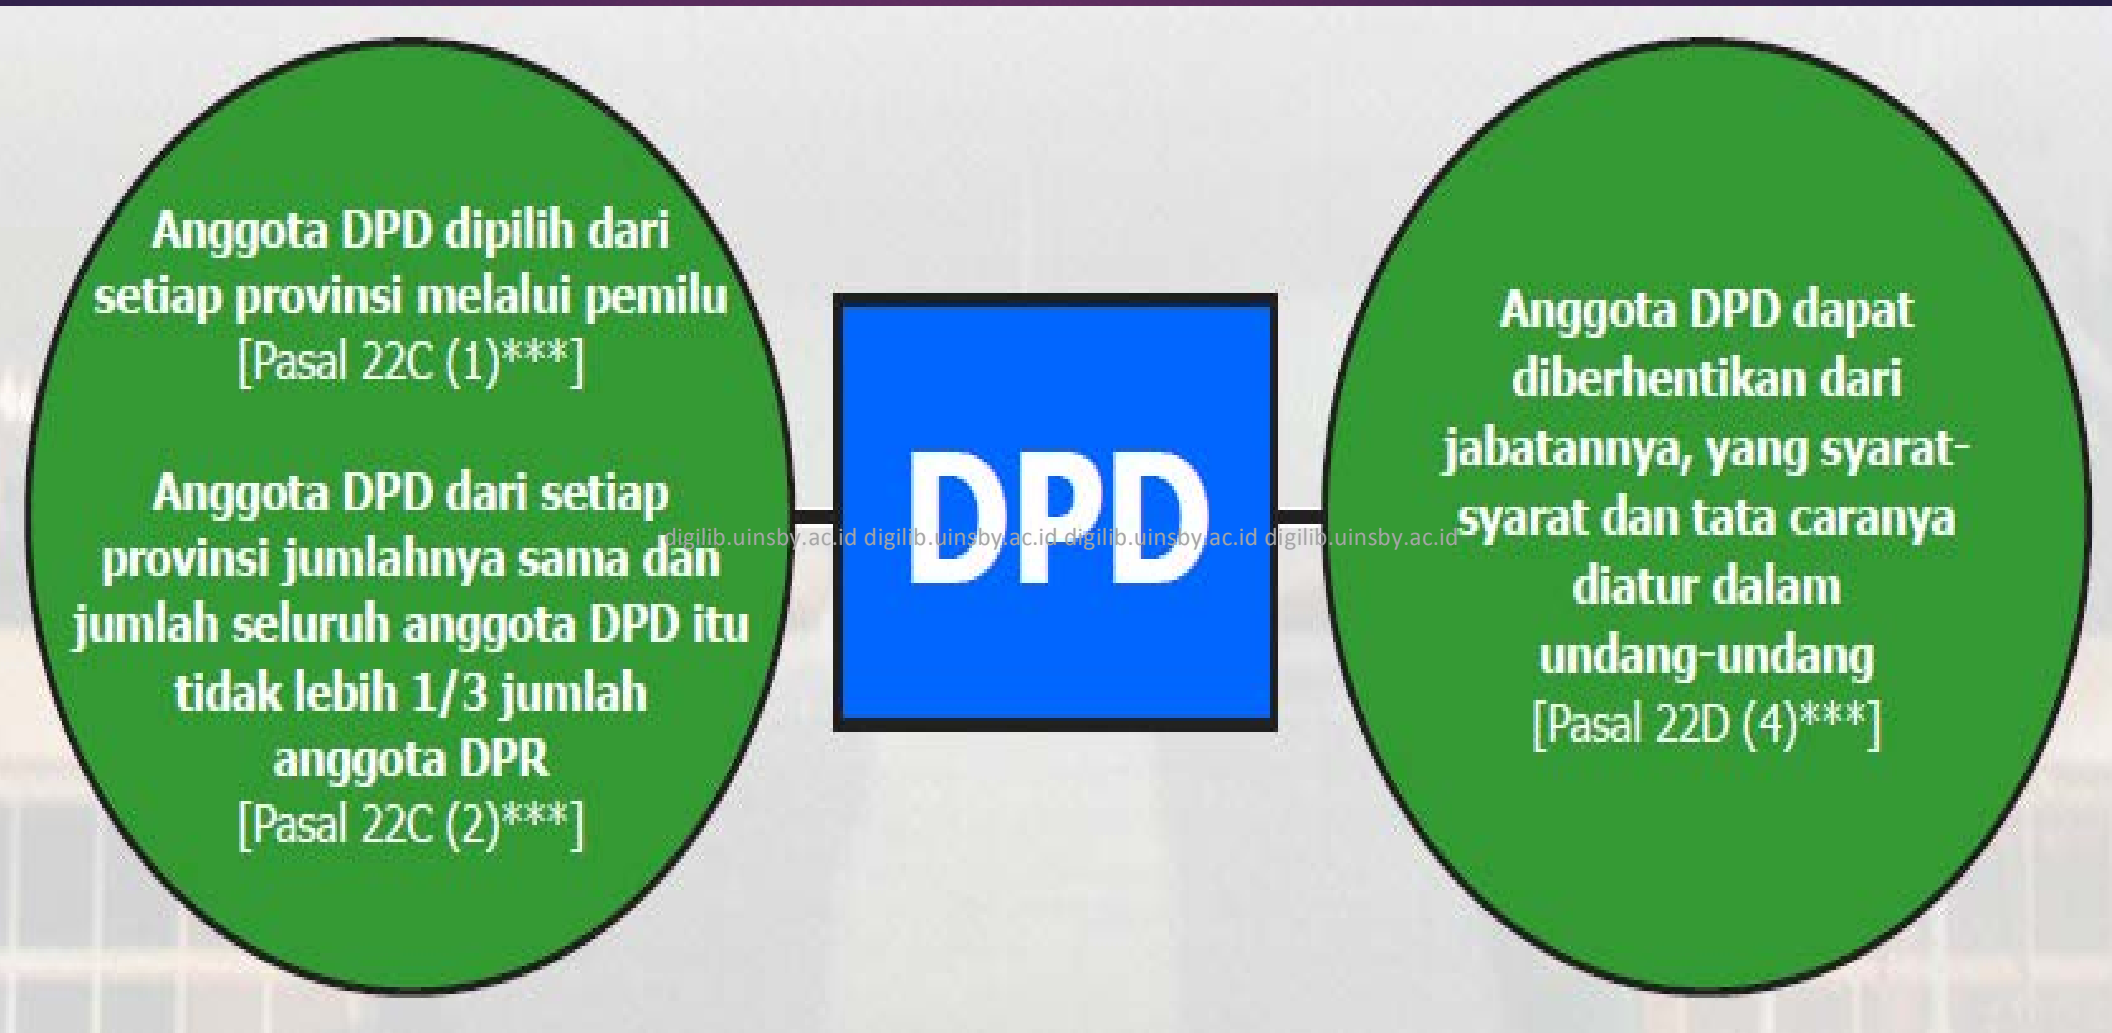 Anggota DPD dipilih dari
setiap provinsi melalui pemilu
[Pasal 22C (1)***]
Anggota DPD dari setiap
provinsi jumlahnya sama dan
jumlah seluruh anggota DPD itu
tidak lebih 1/3 jumlah
anggota DPR
[Pasal 22C (2)***]
DPD
digilib.uinsby.ac.id digilib.uinsby.ac.id digilib.uinsby.ac.id digilib.uinsby.ac.id
Anggota DPD dapat
diberhentikan dari
jabatannya, yang syarat-
syarat dan tata caranya
diatur dalam
undang-undang
[Pasal 22D (4)***]